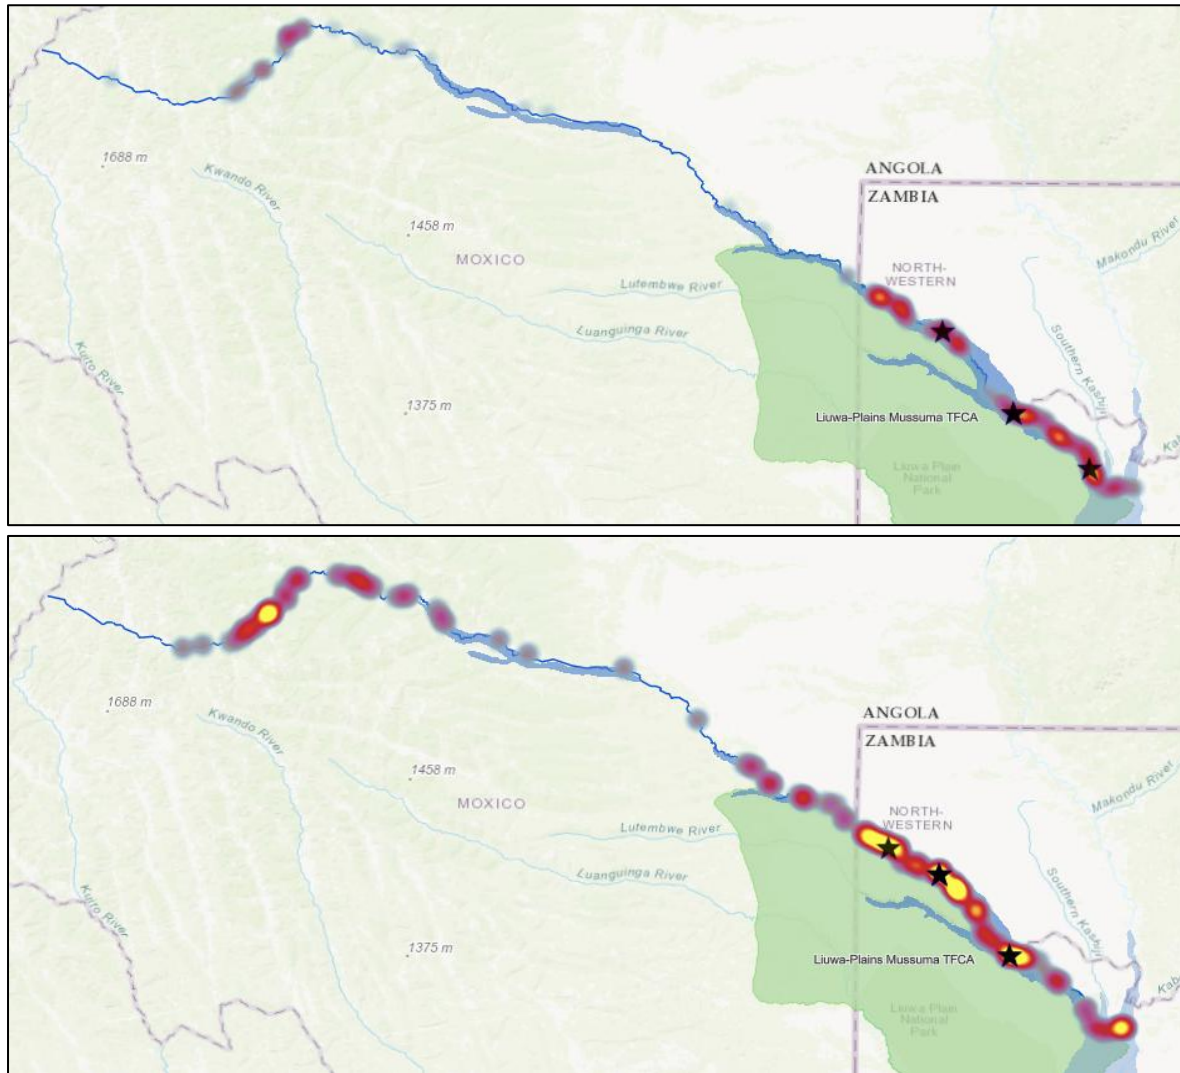 ANGOLA
ZAMBIA
1688 m
Kwando River
1458 m
MOXICO
Makondu River
NORTH-
WESTERN
Lutembwe River
Luanguinga River
Kuito River
Southern Kashiji
1375 m
Liuwa-Plains Mussuma TFCA
Liuwa Plain
National
Park
ANGOLA
ZAMBIA
1688 m
Kwando River
1458 m
MOXICO
Makondu River
NORTH-
WESTERN
Lutembwe River
Luanguinga River
Kuito River
Southern Kashiji
1375 m
Liuwa-Plains Mussuma TFCA
Liuwa Plain
National
Park